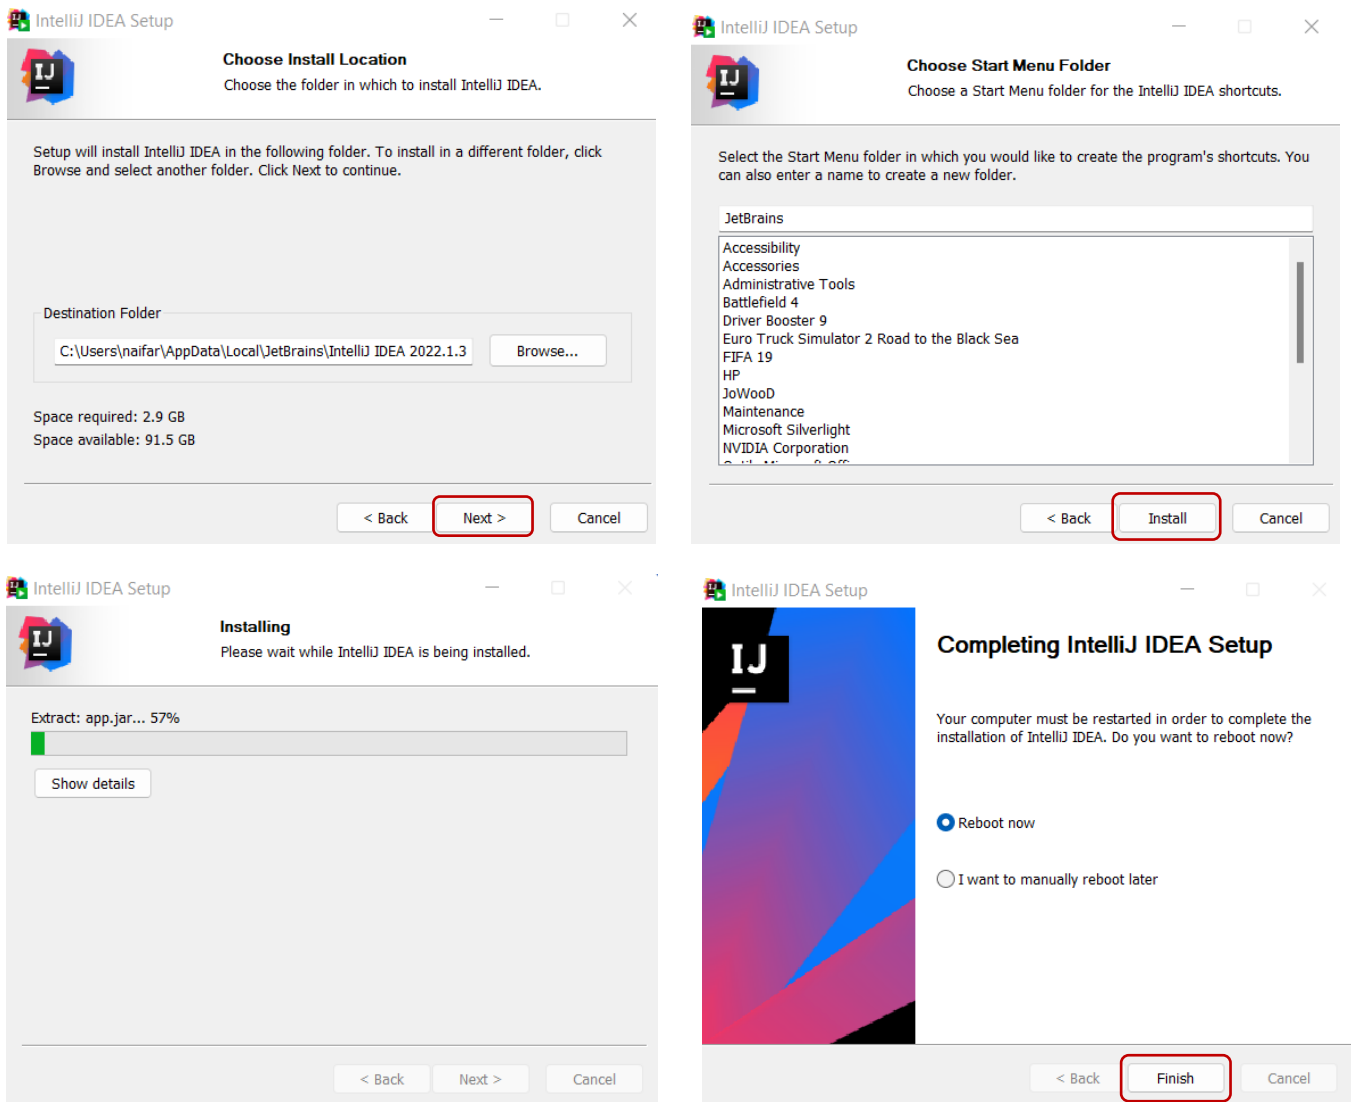 IntelliJ IDEA Setup
IJ
Choose Install Location
Choose the folder in which to install IntelliJ IDEA.
Setup will install IntelliJ IDEA in the following folder. To install in a different folder, click
Browse and select another folder. Click Next to continue.
Destination Folder
C:\Users\naifar\AppData\Local\JetBrains\IntelliJ IDEA 2022.1.3
Browse...
Space required: 2.9 GB
Space available: 91.5 GB
< Back
Next >
Cancel
IntelliJ IDEA Setup
IJ
Choose Start Menu Folder
Choose a Start Menu folder for the IntelliJ IDEA shortcuts.
Select the Start Menu folder in which you would like to create the program's shortcuts. You
can also enter a name to create a new folder.
JetBrains
Accessibility
Accessories
Administrative Tools
Battlefield 4
Driver Booster 9
Euro Truck Simulator 2 Road to the Black Sea
FIFA 19
HP
JoWooD
Maintenance
Microsoft Silverlight
NVIDIA Corporation
< Back
Install
Cancel
IntelliJ IDEA Setup
IJ
Installing
Please wait while IntelliJ IDEA is being installed.
Extract: app.jar... 57%
Show details
< Back
Next >
Cancel
IntelliJ IDEA Setup
IJ
Completing IntelliJ IDEA Setup
Your computer must be restarted in order to complete the
installation of IntelliJ IDEA. Do you want to reboot now?
Reboot now
I want to manually reboot later
< Back
Finish
Cancel